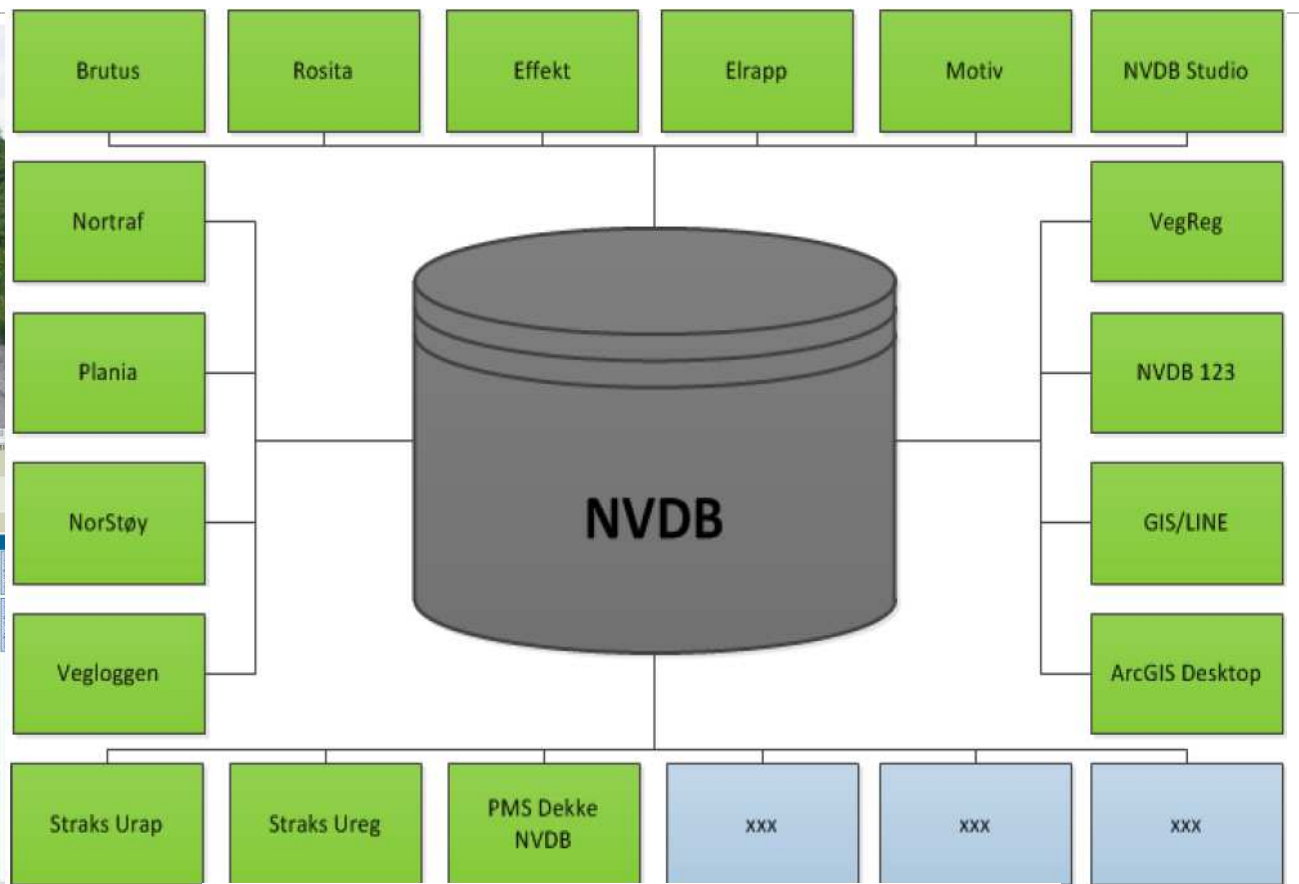 Brutus
Rosita
Effekt
Elrapp
Motiv
NVDB Studio
Nortraf
VegReg
Plania
NVDB 123
NVDB
NorStøy
GIS/LINE
Vegloggen
ArcGIS Desktop
Straks Urap
Straks Ureg
PMS Dekke
NVDB
xxx
xxx
xxx